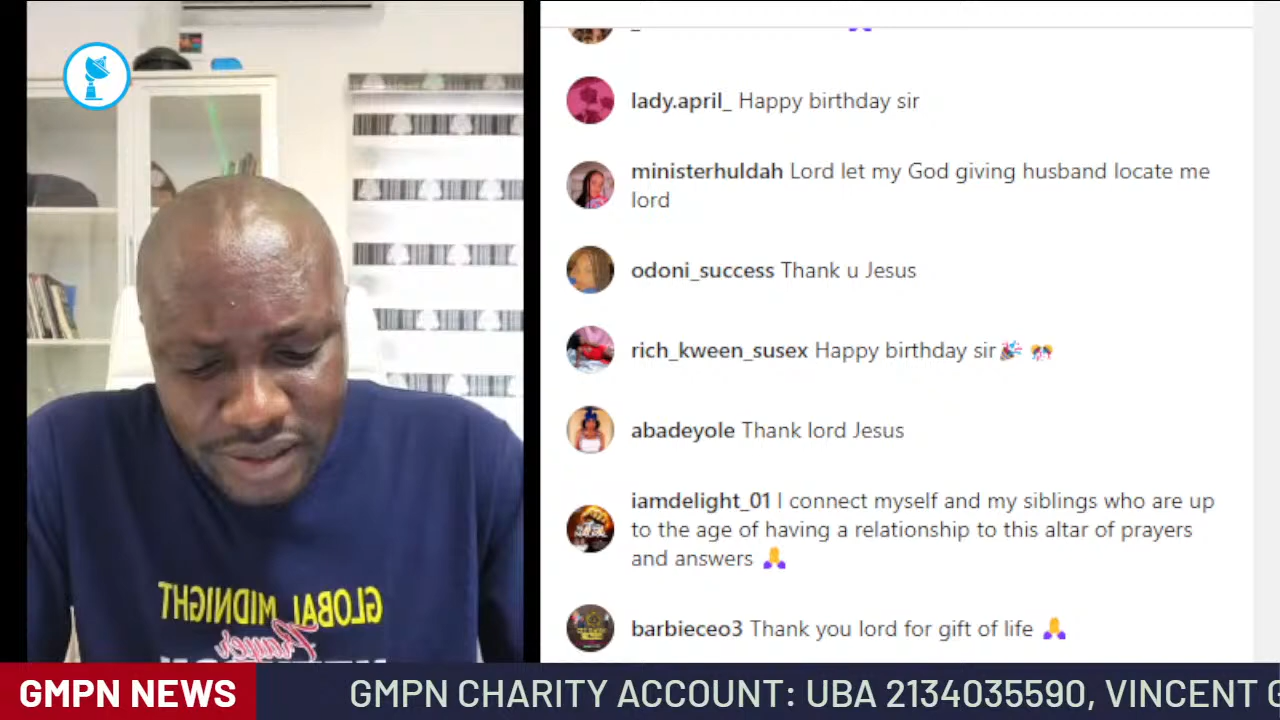 lady.april_ Happy birthday sir
ministerhuldah Lord let my God giving husband locate me
lord
odoni_success Thank u Jesus
rich_kween_susex Happy birthday sir🎉 🎊
abadeyole Thank lord Jesus
iamdelight_01 I connect myself and my siblings who are up
to the age of having a relationship to this altar of prayers
and answers 🙏
barbieceo3 Thank you lord for gift of life 🙏
GLOBAL MIDNIGHT
Prayer
GMPN NEWS
GMPN CHARITY ACCOUNT: UBA 2134035590, VINCENT G